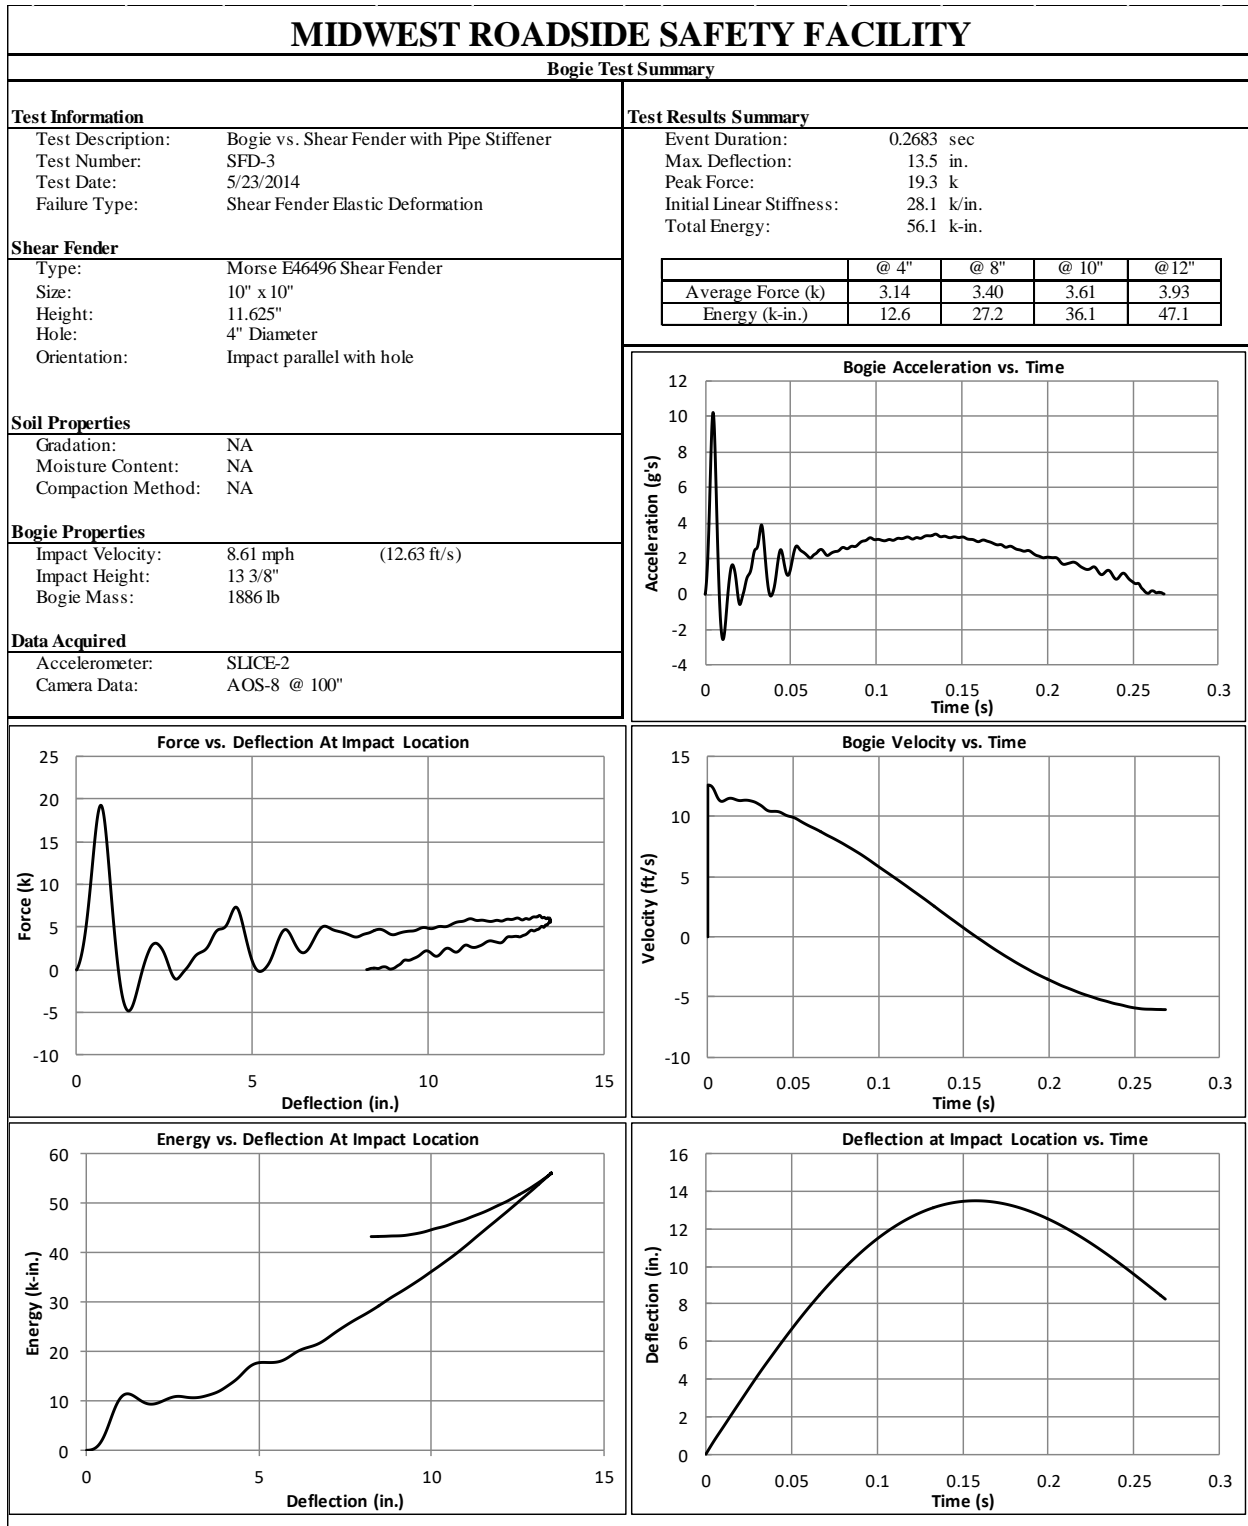 MIDWEST ROADSIDE SAFETY FACILITY
Bogie Test Summary
Test Information
Test Description: Bogie vs. Shear Fender with Pipe Stiffener
Test Number: SFD-3
Test Date: 5/23/2014
Failure Type: Shear Fender Elastic Deformation
Shear Fender
Type: Morse E46496 Shear Fender
Size: 10" x 10"
Height: 11.625"
Hole: 4" Diameter
Orientation: Impact parallel with hole
Soil Properties
Gradation: NA
Moisture Content: NA
Compaction Method: NA
Bogie Properties
Impact Velocity: 8.61 mph (12.63 ft/s)
Impact Height: 13 3/8"
Bogie Mass: 1886 lb
Data Acquired
Accelerometer: SLICE-2
Camera Data: AOS-8 @ 100"
Test Results Summary
Event Duration: 0.2683 sec
Max. Deflection: 13.5 in.
Peak Force: 19.3 k
Initial Linear Stiffness: 28.1 k/in.
Total Energy: 56.1 k-in.
@ 4" @ 8" @ 10" @12"
Average Force (k) 3.14 3.40 3.61 3.93
Energy (k-in.) 12.6 27.2 36.1 47.1
Bogie Acceleration vs. Time
Acceleration (g's)
12
10
8
6
4
2
0
-2
-4
0 0.05 0.1 0.15 0.2 0.25 0.3
Time (s)
Force vs. Deflection At Impact Location
Force (k)
25
20
15
10
5
0
-5
-10
0 5 10 15
Deflection (in.)
Bogie Velocity vs. Time
Velocity (ft/s)
15
10
5
0
-5
-10
0 0.05 0.1 0.15 0.2 0.25 0.3
Time (s)
Energy vs. Deflection At Impact Location
Energy (k-in.)
60
50
40
30
20
10
0
0 5 10 15
Deflection (in.)
Deflection at Impact Location vs. Time
Deflection (in.)
16
14
12
10
8
6
4
2
0
0 0.05 0.1 0.15 0.2 0.25 0.3
Time (s)